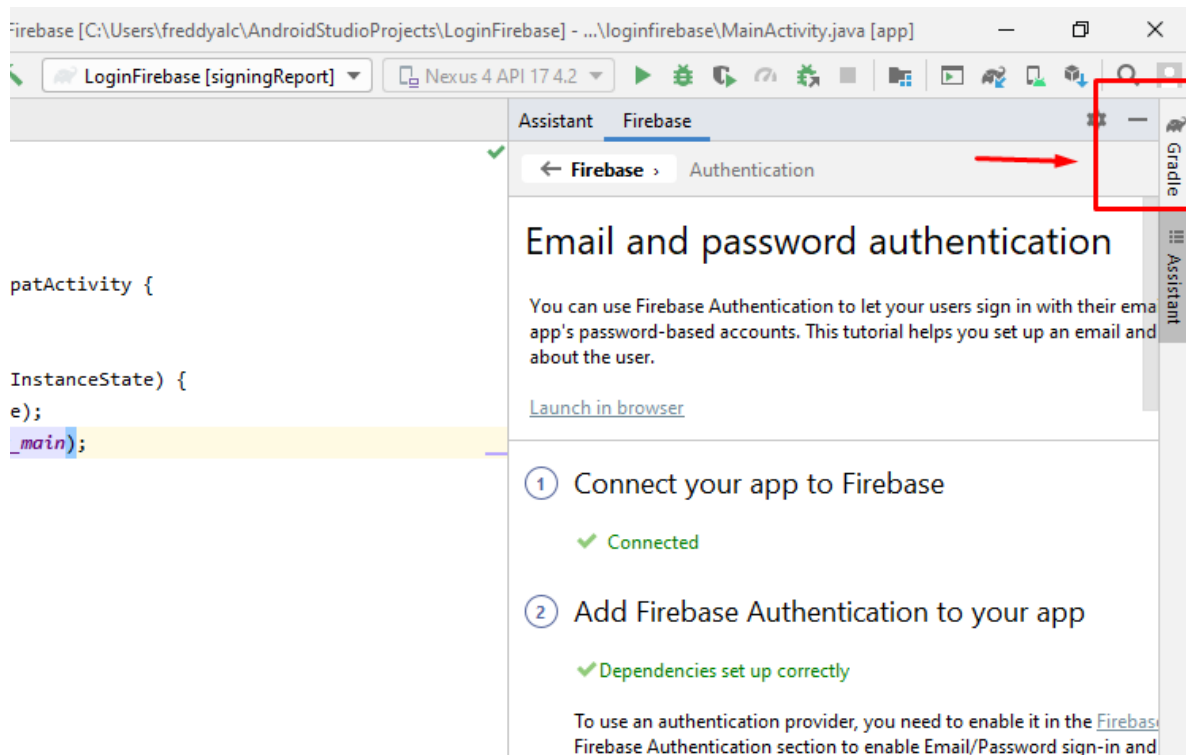 Firebase [C:\Users\freddyalc\AndroidStudioProjects\LoginFirebase] - ...\loginfirebase\MainActivity.java [app]
LoginFirebase [signingReport]
Nexus 4 API 17 4.2
Assistant Firebase
Gradle
← Firebase › Authentication
Email and password authentication
Assistant
patActivity {
You can use Firebase Authentication to let your users sign in with their ema
app's password-based accounts. This tutorial helps you set up an email and
about the user.
InstanceState) {
e);
Launch in browser
_main);
1 Connect your app to Firebase
Connected
2 Add Firebase Authentication to your app
Dependencies set up correctly
To use an authentication provider, you need to enable it in the Firebase
Firebase Authentication section to enable Email/Password sign-in and